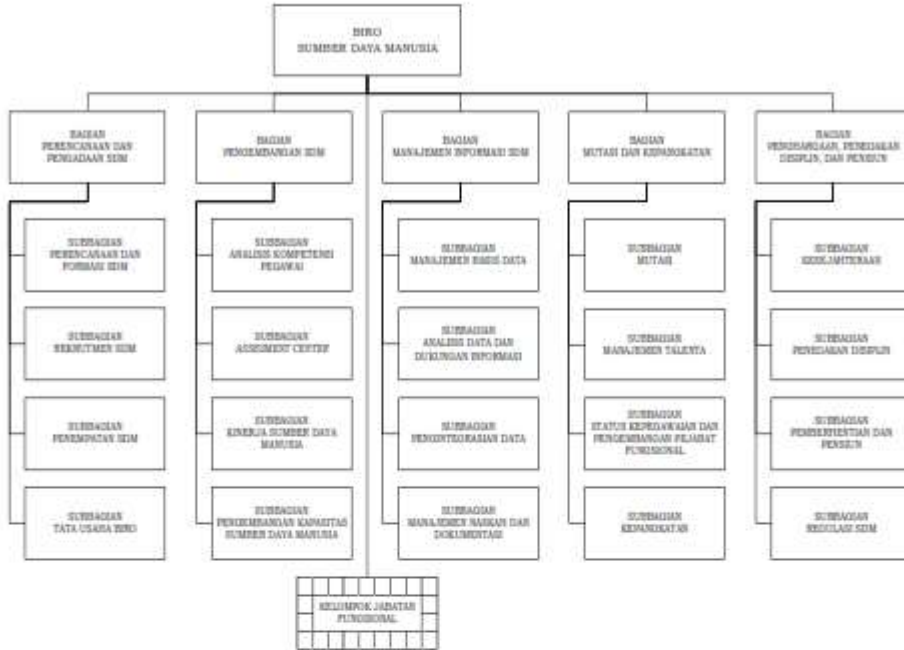 BIRO
SUMBER DAYA MANUSIA
BAGIAN
PERENCANAAN DAN
PENGADAAN SDM
BAGIAN
PENGEMBANGAN SDM
BAGIAN
MANAJEMEN INFORMASI SDM
BAGIAN
MUTASI DAN KEPANGKATAN
BAGIAN
PENGHARGAAN, PENEGAKAN
DISIPLIN, DAN PENSIUN
SUBBAGIAN
PERENCANAAN DAN
FORMASI SDM
SUBBAGIAN
ANALISIS KOMPETENSI
PEGAWAI
SUBBAGIAN
MANAJEMEN BASIS DATA
SUBBAGIAN
MUTASI
SUBBAGIAN
KESEJAHTERAAN
SUBBAGIAN
REKRUTMEN SDM
SUBBAGIAN
ASSESSMENT CENTER
SUBBAGIAN
ANALISIS DATA DAN
DUKUNGAN INFORMASI
SUBBAGIAN
MANAJEMEN TALENTA
SUBBAGIAN
PENEGAKAN DISIPLIN
SUBBAGIAN
PENEMPATAN SDM
SUBBAGIAN
KINERJA SUMBER DAYA
MANUSIA
SUBBAGIAN
PENGINTEGRASIAN DATA
SUBBAGIAN
STATUS KEPEGAWAIAN DAN
PENGEMBANGAN PEJABAT
FUNGSIONAL
SUBBAGIAN
PEMBERHENTIAN DAN
PENSIUN
SUBBAGIAN
TATA USAHA BIRO
SUBBAGIAN
PENGEMBANGAN KAPASITAS
SUMBER DAYA MANUSIA
SUBBAGIAN
MANAJEMEN NASKAH DAN
DOKUMENTASI
SUBBAGIAN
KEPANGKATAN
SUBBAGIAN
REGULASI SDM
KELOMPOK JABATAN
FUNGSIONAL